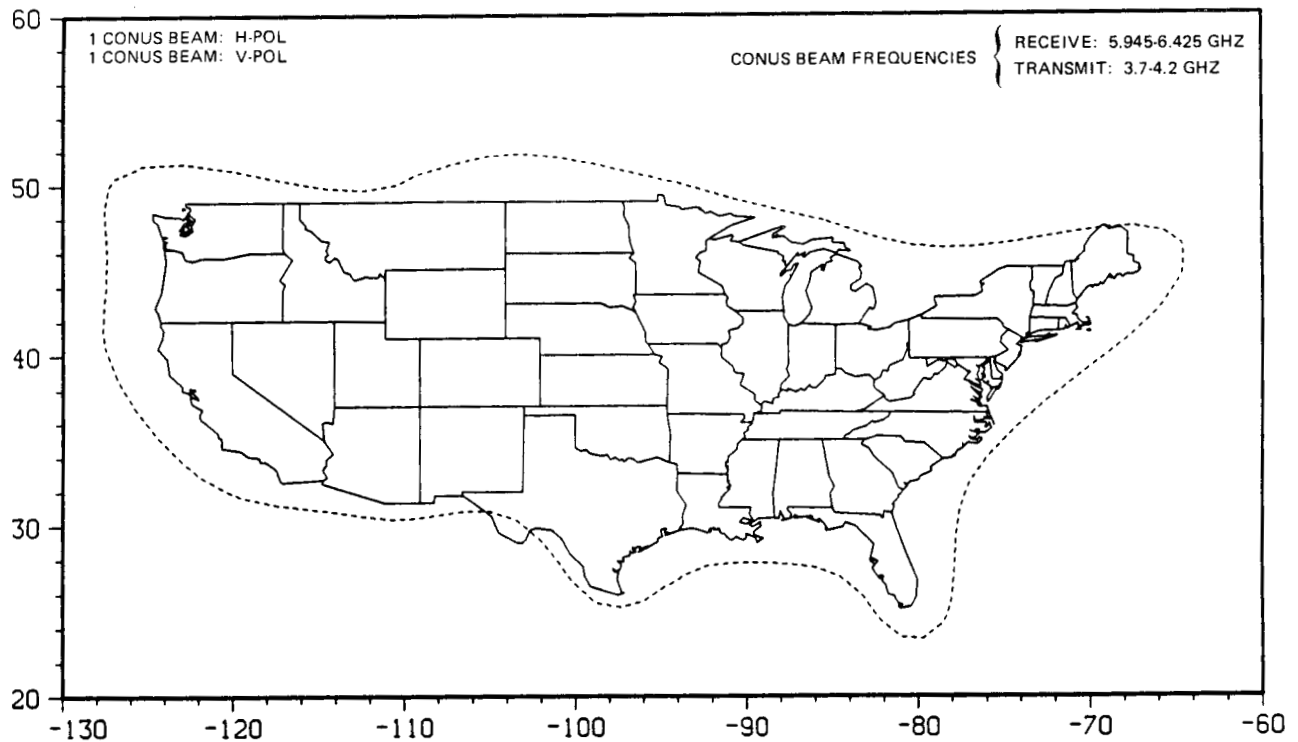 60
1 CONUS BEAM: H-POL
1 CONUS BEAM: V-POL
CONUS BEAM FREQUENCIES
RECEIVE: 5.945-6.425 GHZ
TRANSMIT: 3.7-4.2 GHZ
50
40
30
20
-130 -120 -110 -100 -90 -80 -70 -60